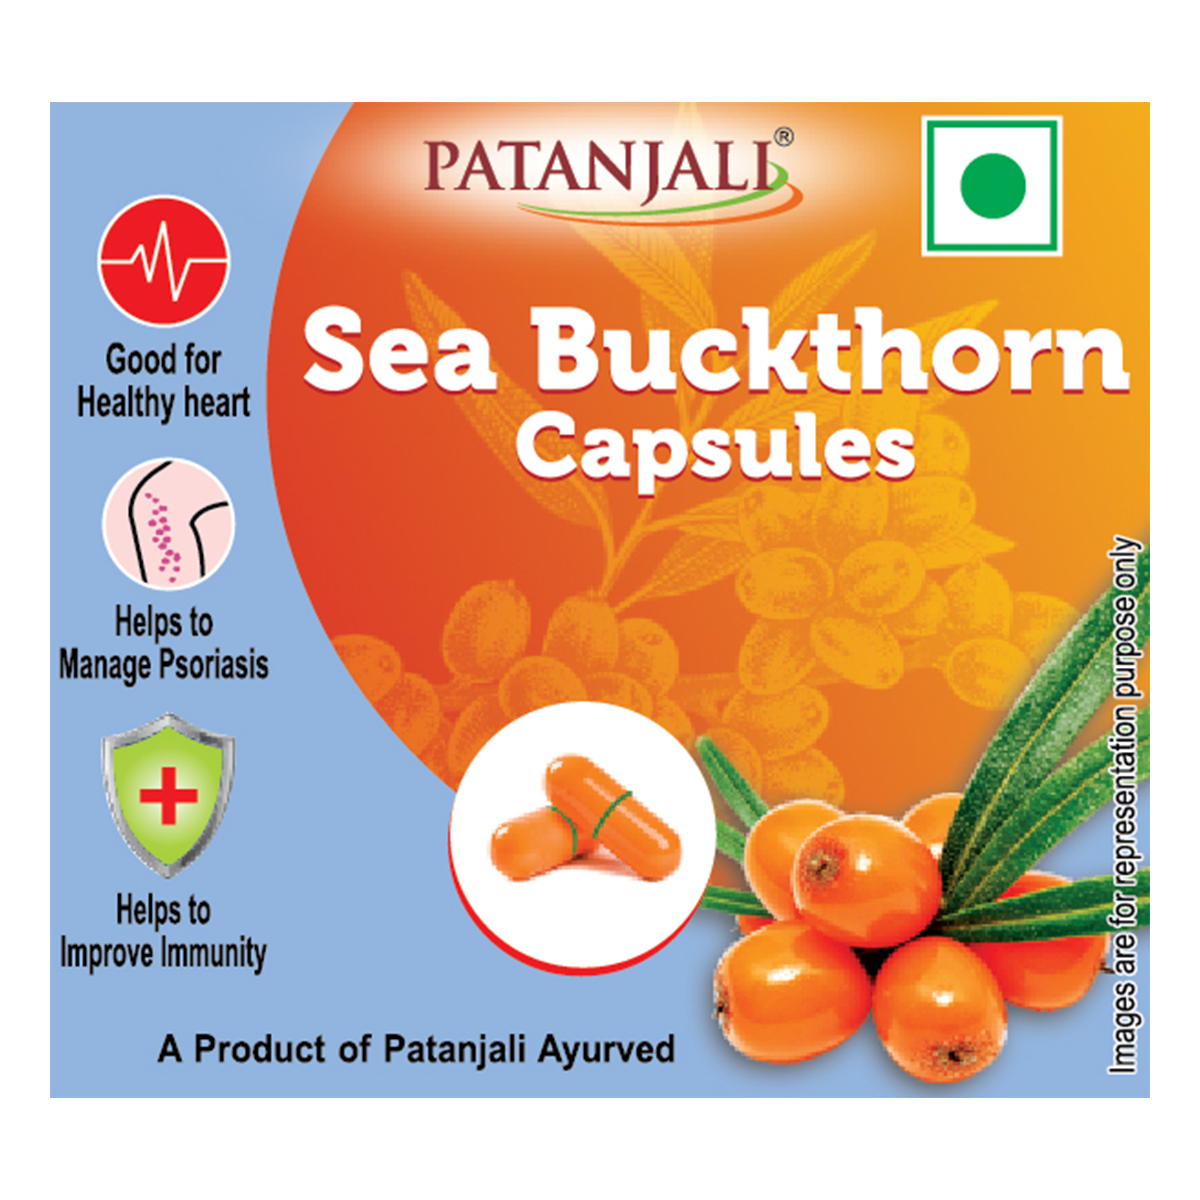 PATANJALI®
Sea Buckthorn
Capsules
Good for
Healthy heart
Helps to
Manage Psoriasis
Helps to
Improve Immunity
A Product of Patanjali Ayurved
Images are for representation purpose only